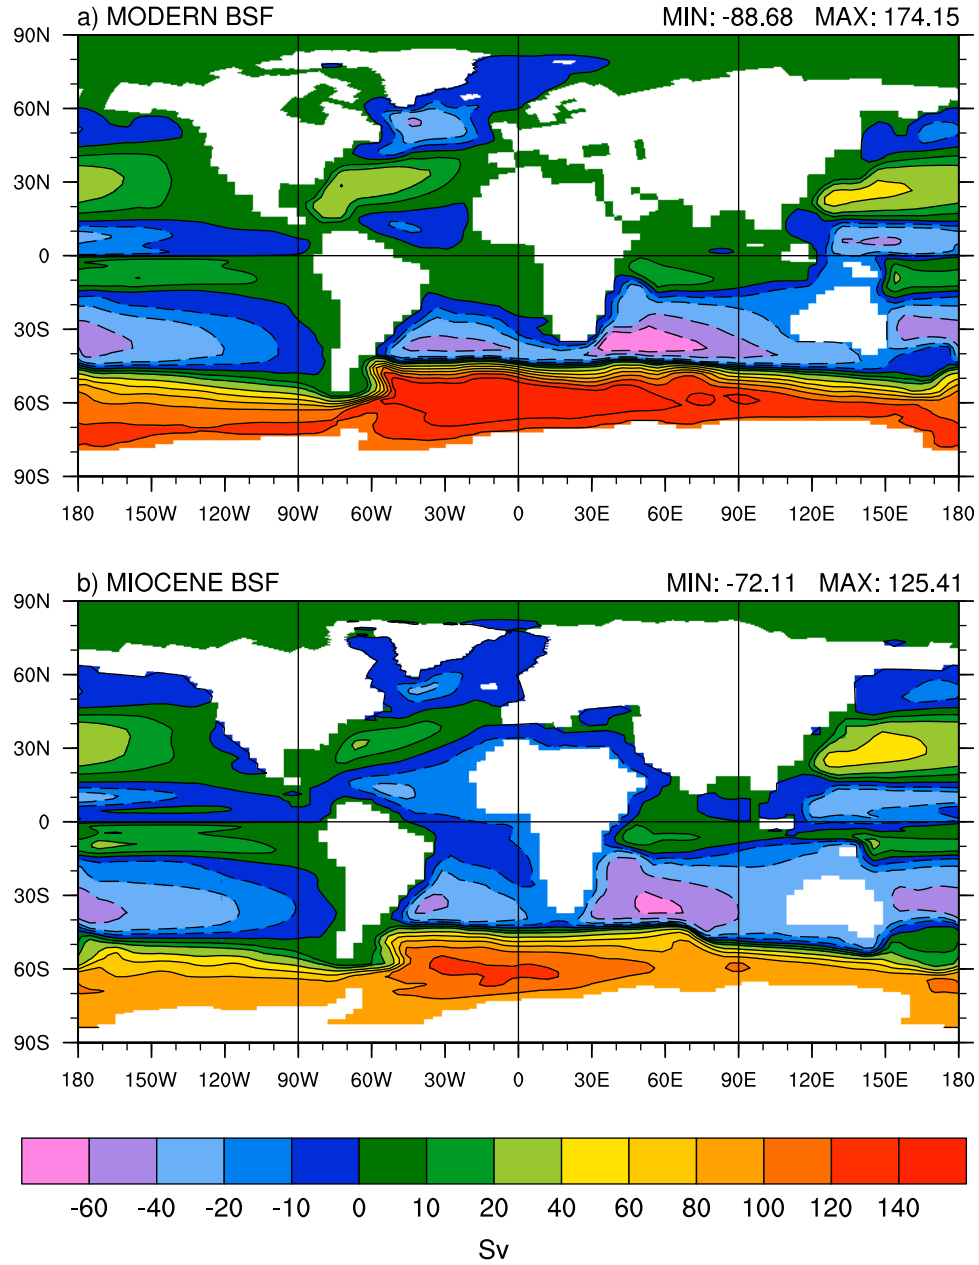 a) MODERN BSF MIN: -88.68 MAX: 174.15
90N
60N
30N
0
30S
60S
90S
180 150W 120W 90W 60W 30W 0 30E 60E 90E 120E 150E 180
b) MIOCENE BSF MIN: -72.11 MAX: 125.41
90N
60N
30N
0
30S
60S
90S
180 150W 120W 90W 60W 30W 0 30E 60E 90E 120E 150E 180
-60 -40 -20 -10 0 10 20 40 60 80 100 120 140
Sv